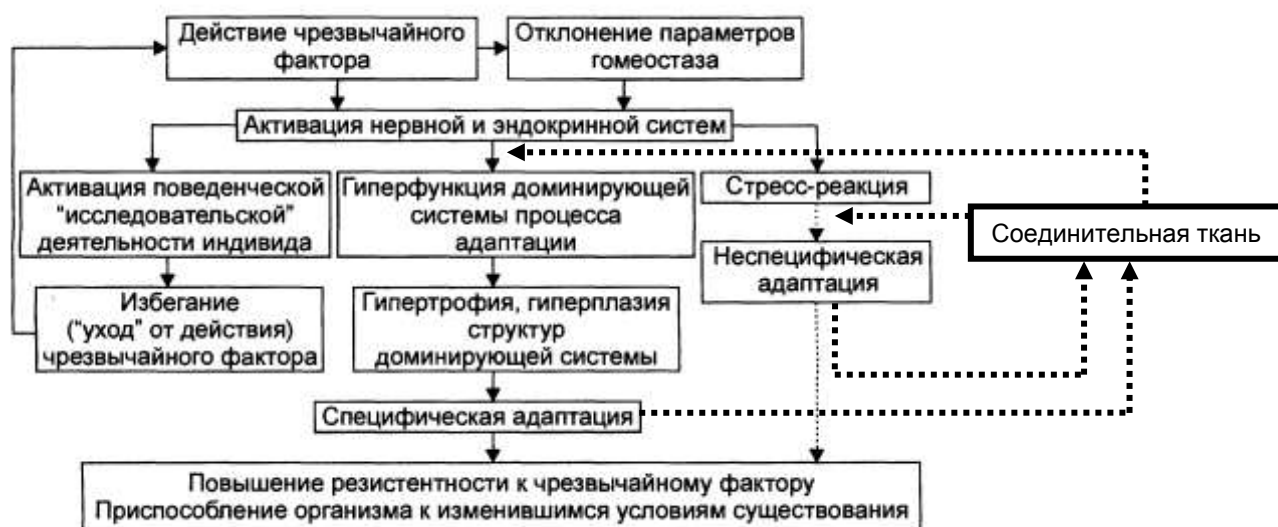 Действие чрезвычайного
фактора
Отклонение параметров
гомеостаза
Активация нервной и эндокринной систем
Активация поведенческой
"исследовательской"
деятельности индивида
Гиперфункция доминирующей
системы процесса
адаптации
Стресс-реакция
Соединительная ткань
Неспецифическая
адаптация
Избегание
("уход" от действия)
чрезвычайного фактора
Гипертрофия, гиперплазия
структур
доминирующей системы
Специфическая адаптация
Повышение резистентности к чрезвычайному фактору
Приспособление организма к изменившимся условиям существования